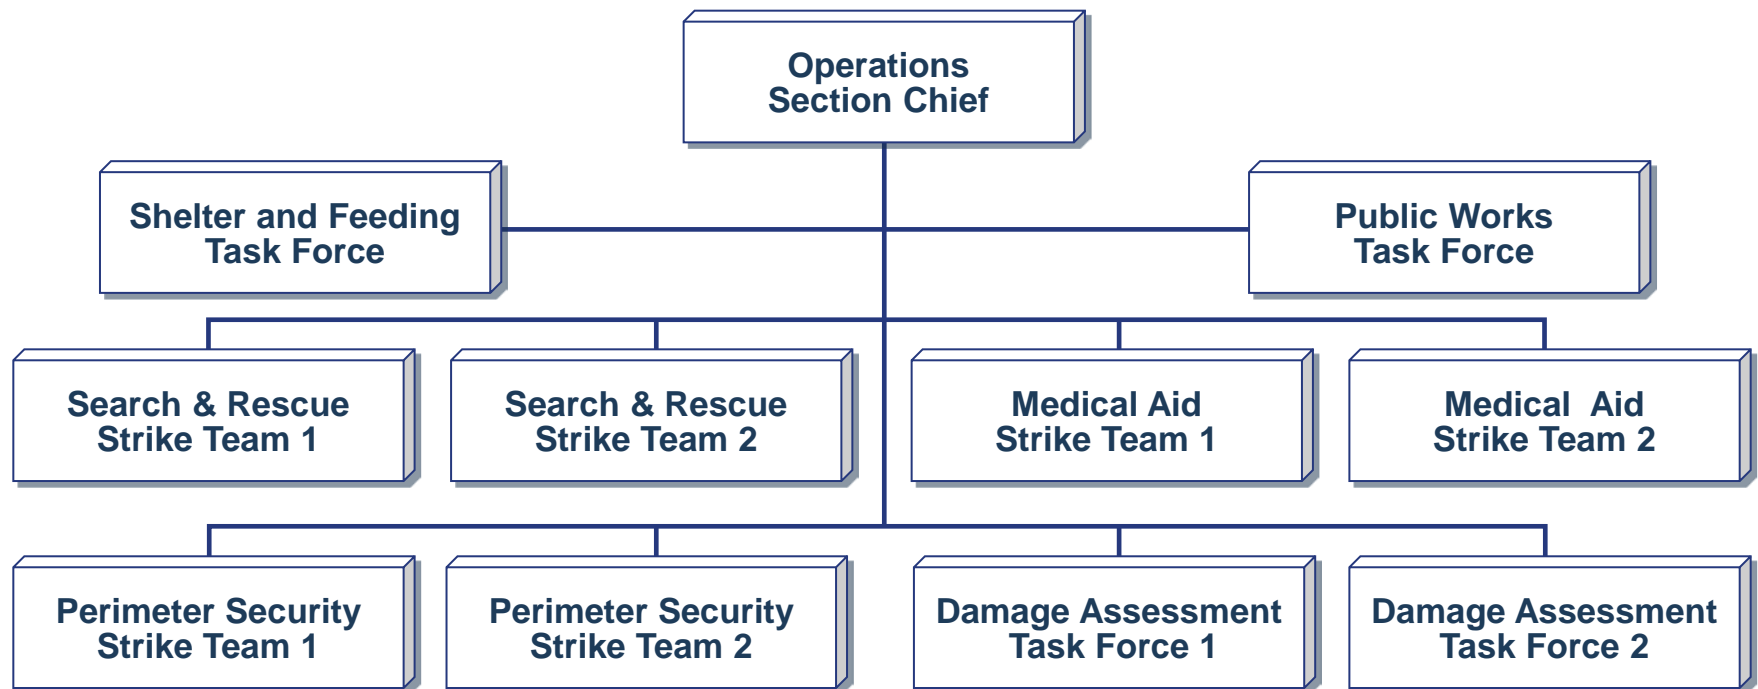 Operations
Section Chief
Shelter and Feeding
Task Force
Public Works
Task Force
Search & Rescue
Strike Team 1
Search & Rescue
Strike Team 2
Medical Aid
Strike Team 1
Medical  Aid
Strike Team 2
Perimeter Security
Strike Team 1
Perimeter Security
Strike Team 2
Damage Assessment
Task Force 1
Damage Assessment
Task Force 2